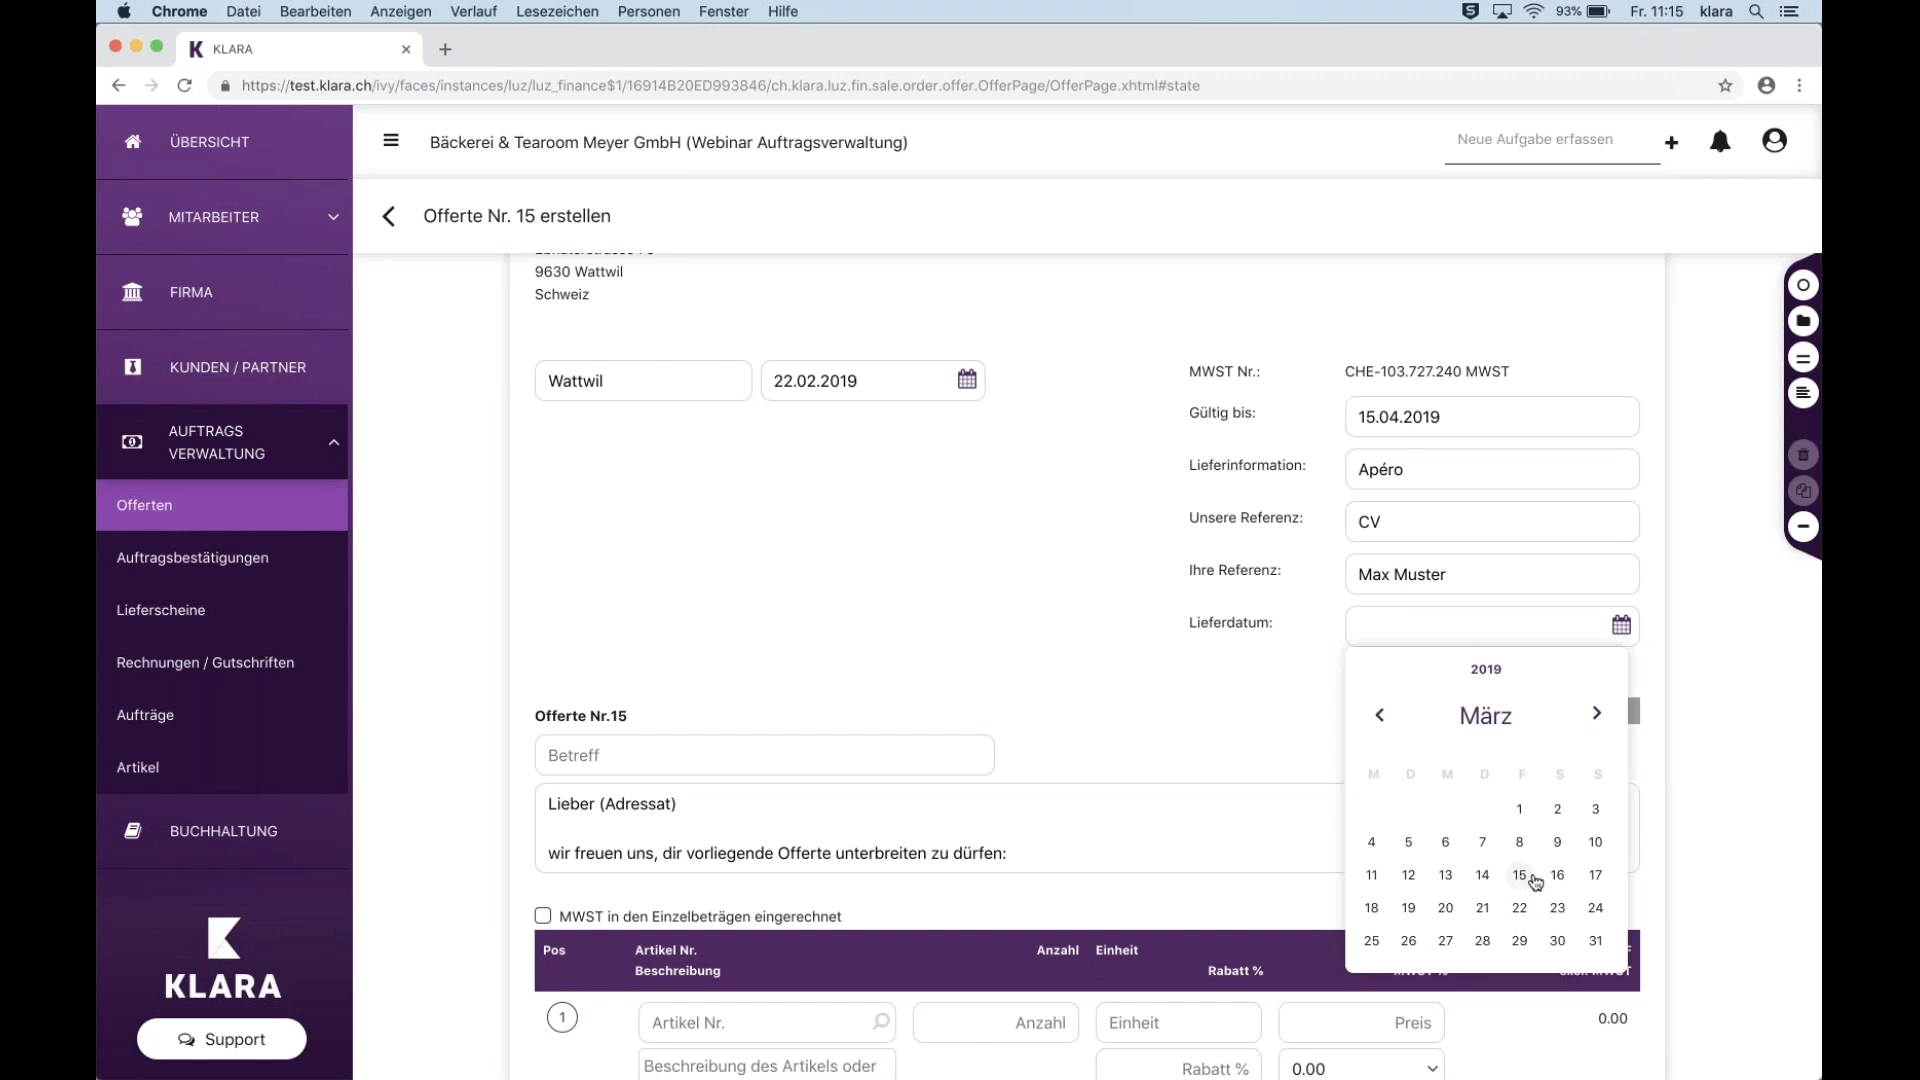 Chrome Datei Bearbeiten Anzeigen Verlauf Lesezeichen Personen Fenster Hilfe 93% Fr. 11:15 klara
KLARA
https://test.klara.ch/ivy/faces/instances/luz/luz_finance$1/16914B20ED993846/ch.klara.luz.fin.sale.order.offer.OfferPage/OfferPage.xhtml#state
ÜBERSICHT
MITARBEITER
FIRMA
KUNDEN / PARTNER
AUFTRAGS
VERWALTUNG
Offerten
Auftragsbestätigungen
Lieferscheine
Rechnungen / Gutschriften
Aufträge
Artikel
BUCHHALTUNG
KLARA
Support
Bäckerei & Tearoom Meyer GmbH (Webinar Auftragsverwaltung)
Neue Aufgabe erfassen
Offerte Nr. 15 erstellen
9630 Wattwil
Schweiz
Wattwil 22.02.2019
MWST Nr.: CHE-103.727.240 MWST
Gültig bis: 15.04.2019
Lieferinformation: Apéro
Unsere Referenz: CV
Ihre Referenz: Max Muster
Lieferdatum:
2019
März
M D M D F S S
1 2 3
4 5 6 7 8 9 10
11 12 13 14 15 16 17
18 19 20 21 22 23 24
25 26 27 28 29 30 31
Offerte Nr.15
Betreff
Lieber (Adressat)
wir freuen uns, dir vorliegende Offerte unterbreiten zu dürfen:
MWST in den Einzelbeträgen eingerechnet
Pos Artikel Nr. Anzahl Einheit
Beschreibung Rabatt %
1 Artikel Nr. Anzahl Einheit Preis 0.00
Beschreibung des Artikels oder Rabatt % 0.00